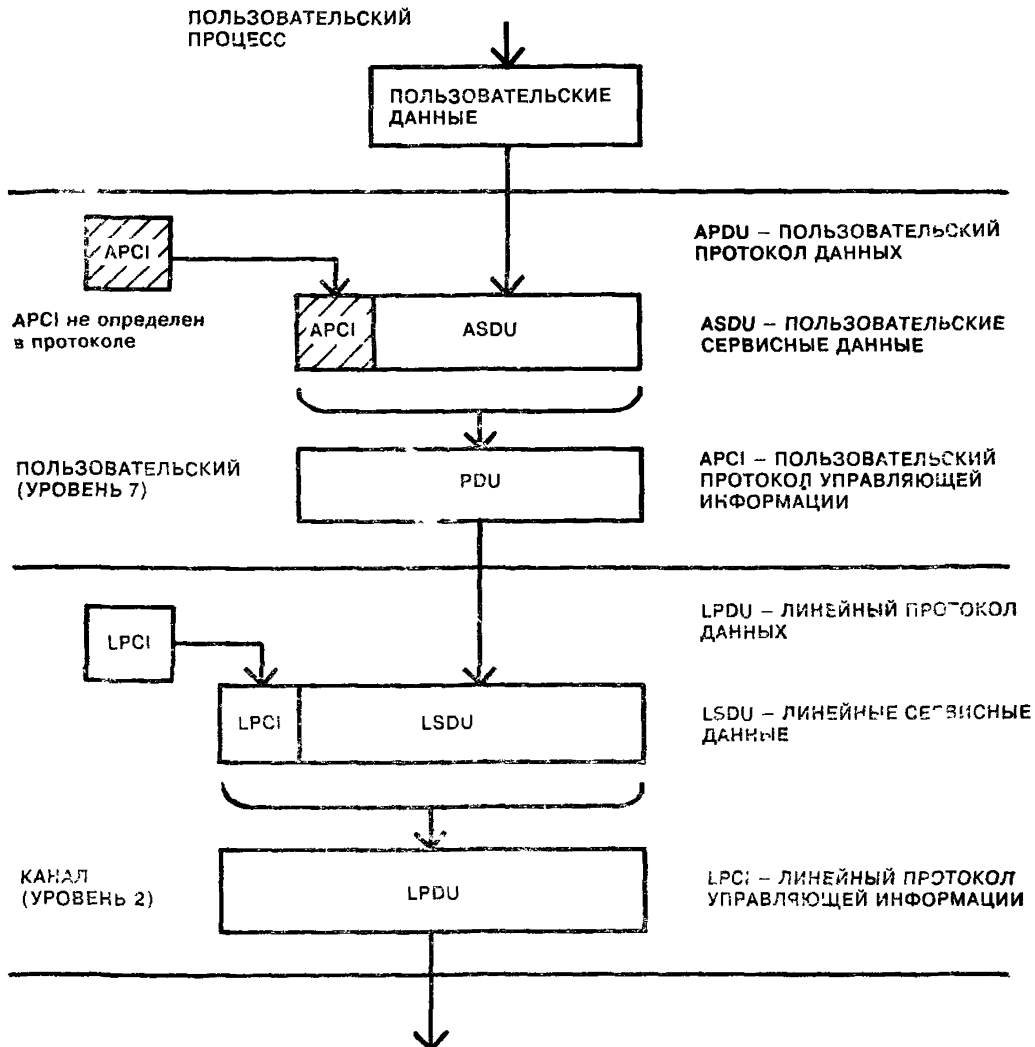 ПОЛЬЗОВАТЕЛЬСКИЙ
ПРОЦЕСС
ПОЛЬЗОВАТЕЛЬСКИЕ
ДАННЫЕ
APCI
APDU – ПОЛЬЗОВАТЕЛЬСКИЙ
ПРОТОКОЛ ДАННЫХ
APCI не определен
в протоколе
APCI
ASDU
ASDU – ПОЛЬЗОВАТЕЛЬСКИЕ
СЕРВИСНЫЕ ДАННЫЕ
ПОЛЬЗОВАТЕЛЬСКИЙ
(УРОВЕНЬ 7)
PDU
APCI – ПОЛЬЗОВАТЕЛЬСКИЙ
ПРОТОКОЛ УПРАВЛЯЮЩЕЙ
ИНФОРМАЦИИ
LPCI
LPDU – ЛИНЕЙНЫЙ ПРОТОКОЛ
ДАННЫХ
LPCI
LSDU
LSDU – ЛИНЕЙНЫЕ СЕРВИСНЫЕ
ДАННЫЕ
КАНАЛ
(УРОВЕНЬ 2)
LPDU
LPCI – ЛИНЕЙНЫЙ ПРОТОКОЛ
УПРАВЛЯЮЩЕЙ ИНФОРМАЦИИ